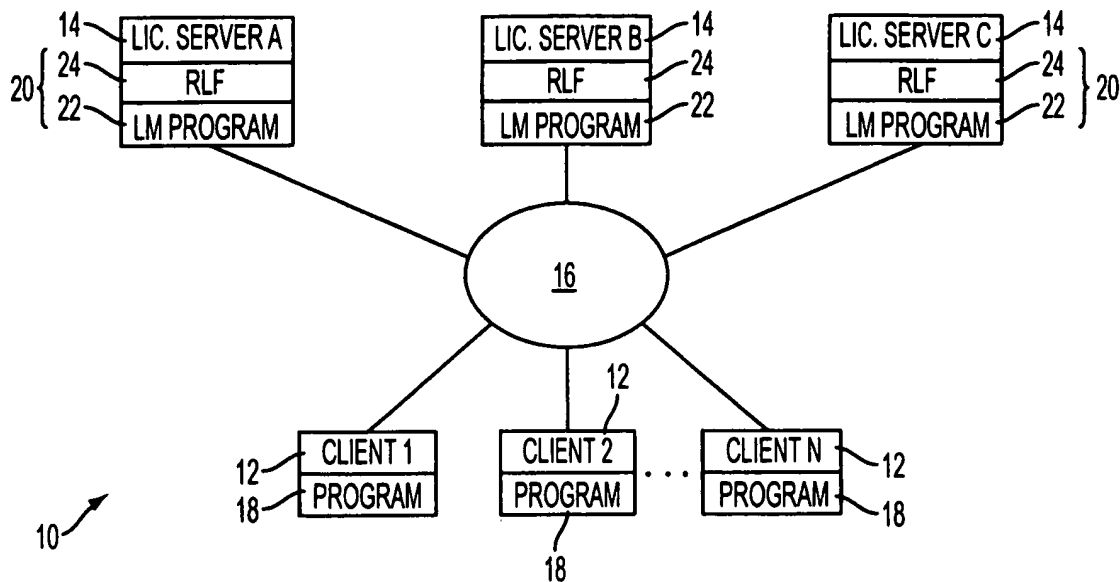 14 LIC. SERVER A
20 24 RLF
22 LM PROGRAM
LIC. SERVER B 14
RLF 24
LM PROGRAM 22
LIC. SERVER C 14
RLF 24 20
LM PROGRAM 22
16
12 CLIENT 1
18 PROGRAM
12
CLIENT 2
PROGRAM
18
. . .
CLIENT N 12
PROGRAM 18
10